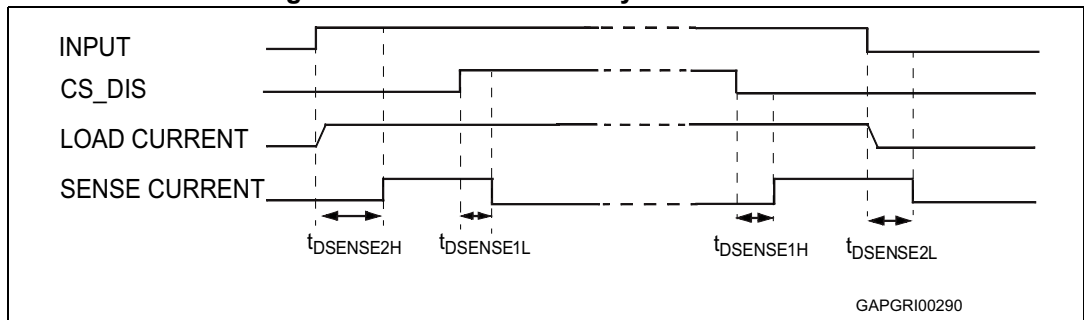 INPUT
CS_DIS
LOAD CURRENT
SENSE CURRENT
tDSENSE2H
tDSENSE1L
tDSENSE1H
tDSENSE2L
GAPGRI00290